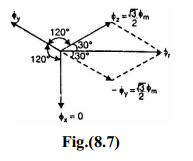 ϕy
120°
120°
30°
30°
ϕz = √3/2 ϕm
ϕr
- ϕy = √3/2 ϕm
ϕx = 0
Fig.(8.7)